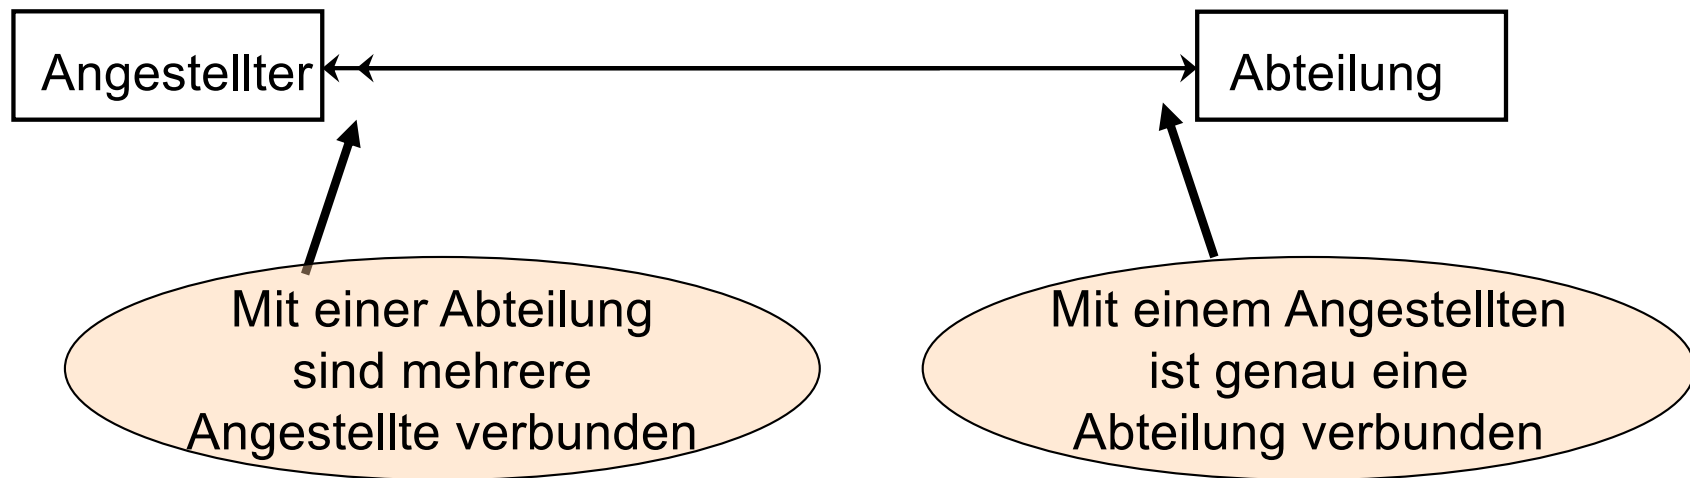 Angestellter
Abteilung
Mit einer Abteilung
sind mehrere
Angestellte verbunden
Mit einem Angestellten
ist genau eine
Abteilung verbunden